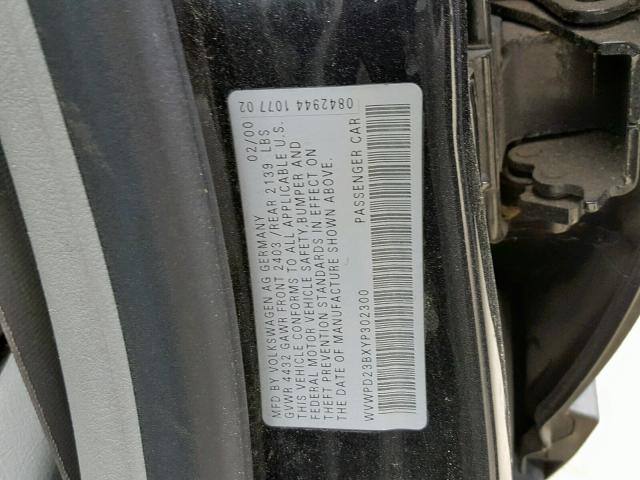 MFD BY VOLKSWAGEN AG GERMANY 02/00
GVWR 4432 GAWR FRONT 2403 /REAR 2139 LBS
THIS VEHICLE CONFORMS TO ALL APPLICABLE U.S.
FEDERAL MOTOR VEHICLE SAFETY,BUMPER AND
THEFT PREVENTION STANDARDS IN EFFECT ON
THE DATE OF MANUFACTURE SHOWN ABOVE.
0842944 1077 02
PASSENGER CAR
WVWPD23BXYP302300